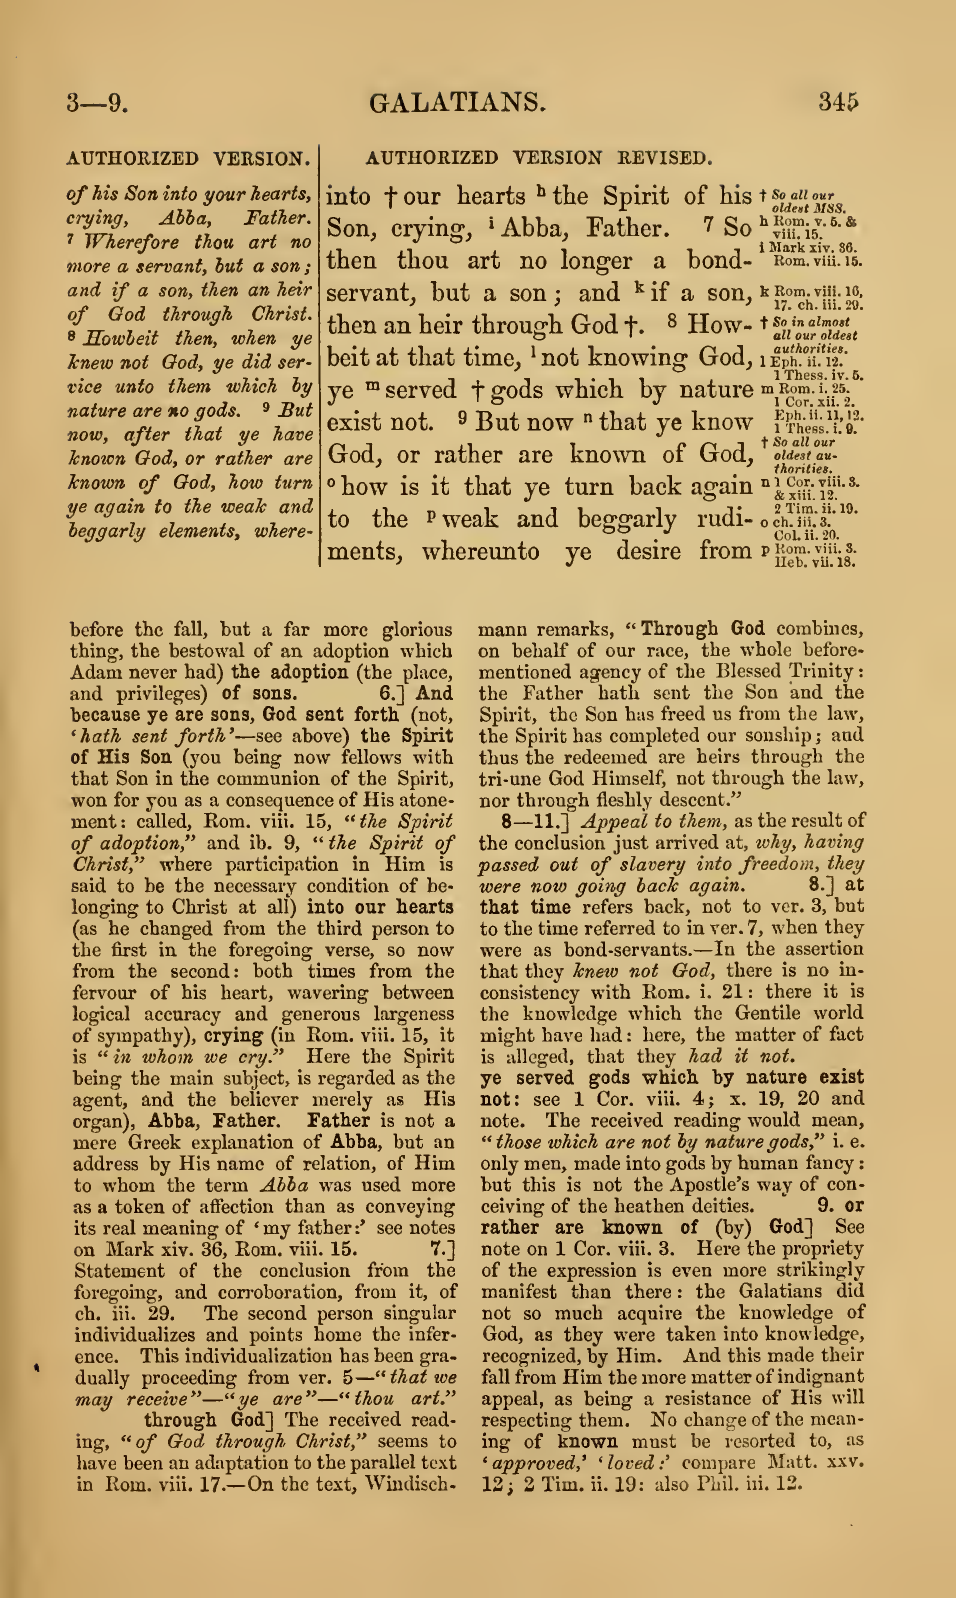 3—9.
GALATIANS.
345
AUTHORIZED VERSION.
of his Son into your hearts,
crying, Abba, Father.
7 Wherefore thou art no
more a servant, but a son;
and if a son, then an heir
of God through Christ.
8 Howbeit then, when ye
knew not God, ye did ser-
vice unto them which by
nature are no gods. 9 But
now, after that ye have
known God, or rather are
known of God, how turn
ye again to the weak and
beggarly elements, where-
AUTHORIZED VERSION REVISED.
into † our hearts h the Spirit of his
Son, crying, i Abba, Father. 7 So
then thou art no longer a bond-
servant, but a son; and k if a son,
then an heir through God †. 8 How-
beit at that time, l not knowing God,
ye m served † gods which by nature
exist not. 9 But now n that ye know
God, or rather are known of God,
o how is it that ye turn back again
to the p weak and beggarly rudi-
ments, whereunto ye desire from
† So all our
oldest MSS.
h Rom. v. 5. &
viii. 15.
i Mark xiv. 36.
Rom. viii. 15.
k Rom. viii. 16,
17. ch. iii. 29.
† So in almost
all our oldest
authorities.
l Eph. ii. 12.
1 Thess. iv. 5.
m Rom. i. 25.
1 Cor. xii. 2.
Eph. ii. 11, 12.
1 Thess. i. 9.
† So all our
oldest au-
thorities.
n 1 Cor. viii. 3.
& xiii. 12.
2 Tim. ii. 19.
o ch. iii. 3.
Col. ii. 20.
p Rom. viii. 3.
Heb. vii. 18.
before the fall, but a far more glorious
thing, the bestowal of an adoption which
Adam never had) the adoption (the place,
and privileges) of sons. 6.] And
because ye are sons, God sent forth (not,
‘hath sent forth’—see above) the Spirit
of His Son (you being now fellows with
that Son in the communion of the Spirit,
won for you as a consequence of His atone-
ment: called, Rom. viii. 15, “the Spirit
of adoption,” and ib. 9, “the Spirit of
Christ,” where participation in Him is
said to be the necessary condition of be-
longing to Christ at all) into our hearts
(as he changed from the third person to
the first in the foregoing verse, so now
from the second: both times from the
fervour of his heart, wavering between
logical accuracy and generous largeness
of sympathy), crying (in Rom. viii. 15, it
is “in whom we cry.” Here the Spirit
being the main subject, is regarded as the
agent, and the believer merely as His
organ), Abba, Father. Father is not a
mere Greek explanation of Abba, but an
address by His name of relation, of Him
to whom the term Abba was used more
as a token of affection than as conveying
its real meaning of ‘my father:’ see notes
on Mark xiv. 36, Rom. viii. 15. 7.]
Statement of the conclusion from the
foregoing, and corroboration, from it, of
ch. iii. 29. The second person singular
individualizes and points home the infer-
ence. This individualization has been gra-
dually proceeding from ver. 5—“that we
may receive”—“ye are”—“thou art.”
through God] The received read-
ing, “of God through Christ,” seems to
have been an adaptation to the parallel text
in Rom. viii. 17.—On the text, Windisch-
mann remarks, “Through God combines,
on behalf of our race, the whole before-
mentioned agency of the Blessed Trinity:
the Father hath sent the Son and the
Spirit, the Son has freed us from the law,
the Spirit has completed our sonship; and
thus the redeemed are heirs through the
tri-une God Himself, not through the law,
nor through fleshly descent.”
8—11.] Appeal to them, as the result of
the conclusion just arrived at, why, having
passed out of slavery into freedom, they
were now going back again. 8.] at
that time refers back, not to ver. 3, but
to the time referred to in ver. 7, when they
were as bond-servants.—In the assertion
that they knew not God, there is no in-
consistency with Rom. i. 21: there it is
the knowledge which the Gentile world
might have had: here, the matter of fact
is alleged, that they had it not.
ye served gods which by nature exist
not: see 1 Cor. viii. 4; x. 19, 20 and
note. The received reading would mean,
“those which are not by nature gods,” i. e.
only men, made into gods by human fancy:
but this is not the Apostle's way of con-
ceiving of the heathen deities. 9. or
rather are known of (by) God] See
note on 1 Cor. viii. 3. Here the propriety
of the expression is even more strikingly
manifest than there: the Galatians did
not so much acquire the knowledge of
God, as they were taken into knowledge,
recognized, by Him. And this made their
fall from Him the more matter of indignant
appeal, as being a resistance of His will
respecting them. No change of the mean-
ing of known must be resorted to, as
‘approved,’ ‘loved:’ compare Matt. xxv.
12; 2 Tim. ii. 19: also Phil. iii. 12.